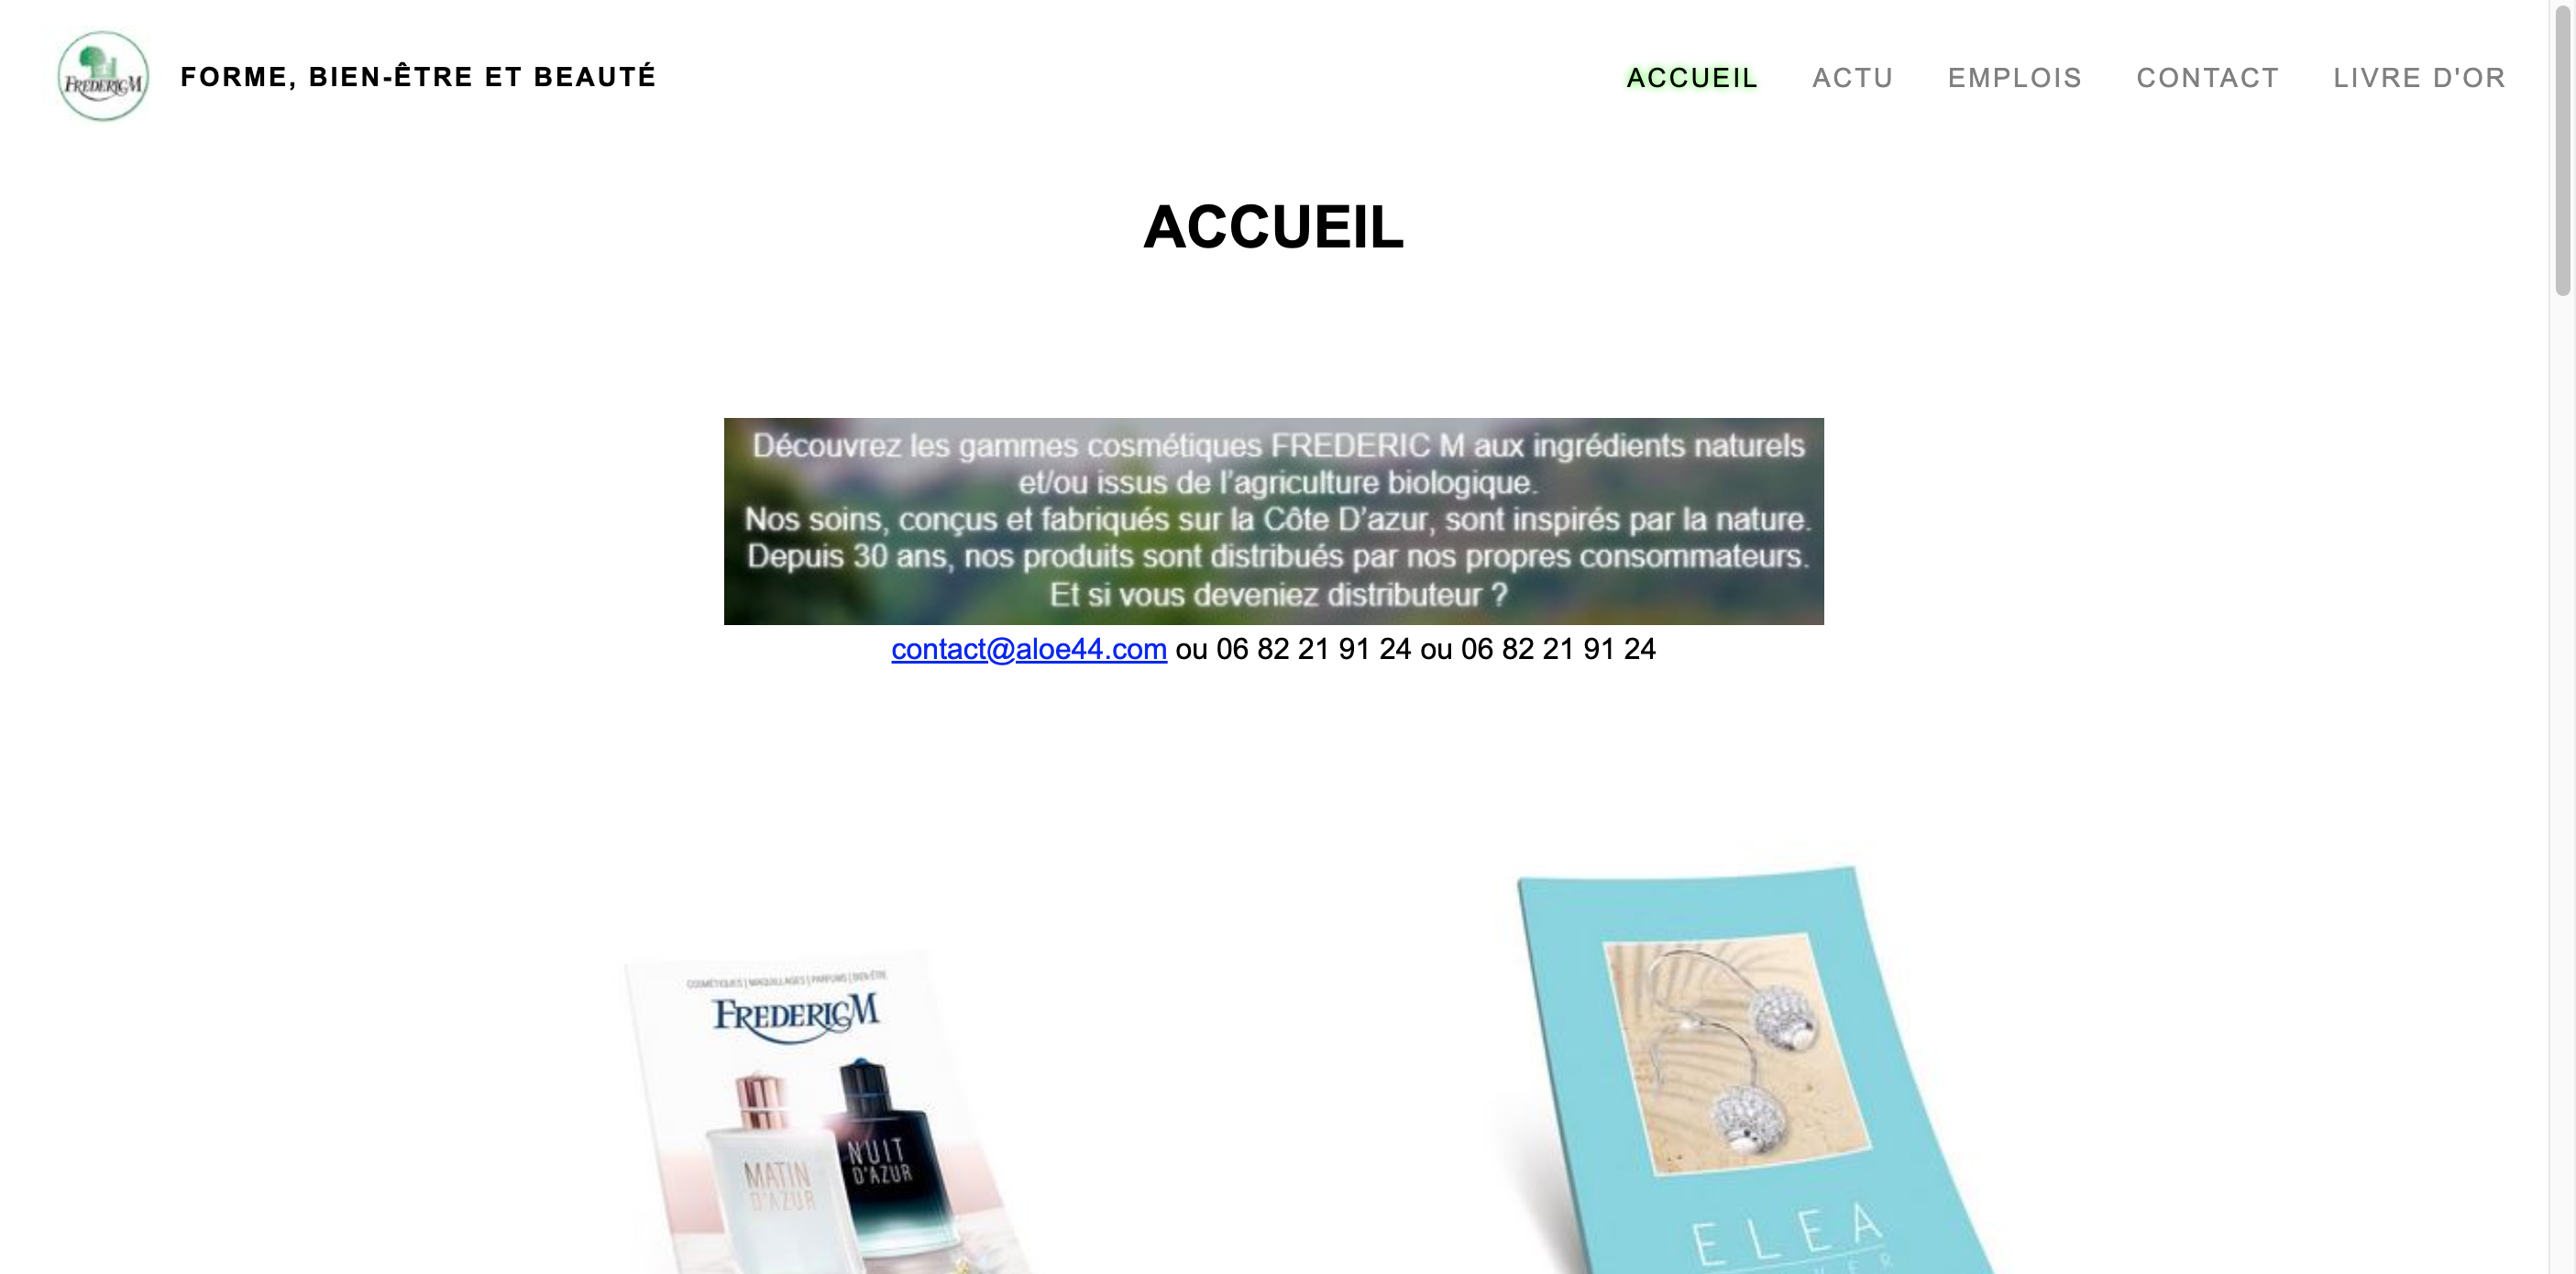 FREDERIC M
FORME, BIEN-ÊTRE ET BEAUTÉ
ACCUEIL
ACTU
EMPLOIS
CONTACT
LIVRE D'OR
ACCUEIL
Découvrez les gammes cosmétiques FREDERIC M aux ingrédients naturels
et/ou issus de l’agriculture biologique.
Nos soins, conçus et fabriqués sur la Côte D’azur, sont inspirés par la nature.
Depuis 30 ans, nos produits sont distribués par nos propres consommateurs.
Et si vous deveniez distributeur ?
contact@aloe44.com ou 06 82 21 91 24 ou 06 82 21 91 24
COSMÉTIQUES | MAQUILLAGES | PARFUMS | BIEN-ÊTRE
FREDERIC M
MATIN
D'AZUR
NUIT
D'AZUR
ELEA